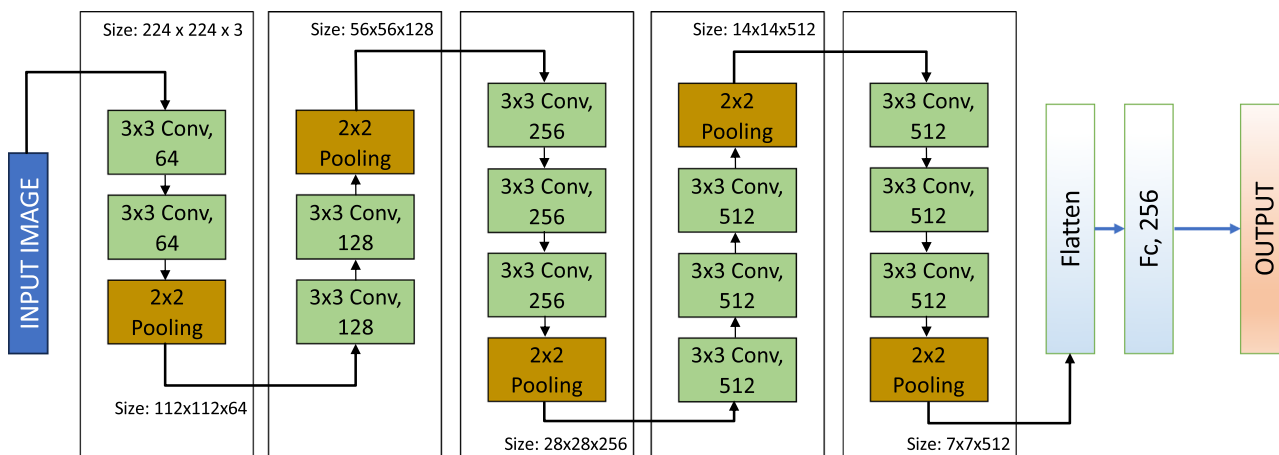 INPUT IMAGE
Size: 224 x 224 x 3
3x3 Conv,
64
3x3 Conv,
64
2x2
Pooling
Size: 112x112x64
Size: 56x56x128
2x2
Pooling
3x3 Conv,
128
3x3 Conv,
128
3x3 Conv,
256
3x3 Conv,
256
3x3 Conv,
256
2x2
Pooling
Size: 28x28x256
Size: 14x14x512
2x2
Pooling
3x3 Conv,
512
3x3 Conv,
512
3x3 Conv,
512
3x3 Conv,
512
3x3 Conv,
512
3x3 Conv,
512
2x2
Pooling
Size: 7x7x512
Flatten
Fc, 256
OUTPUT